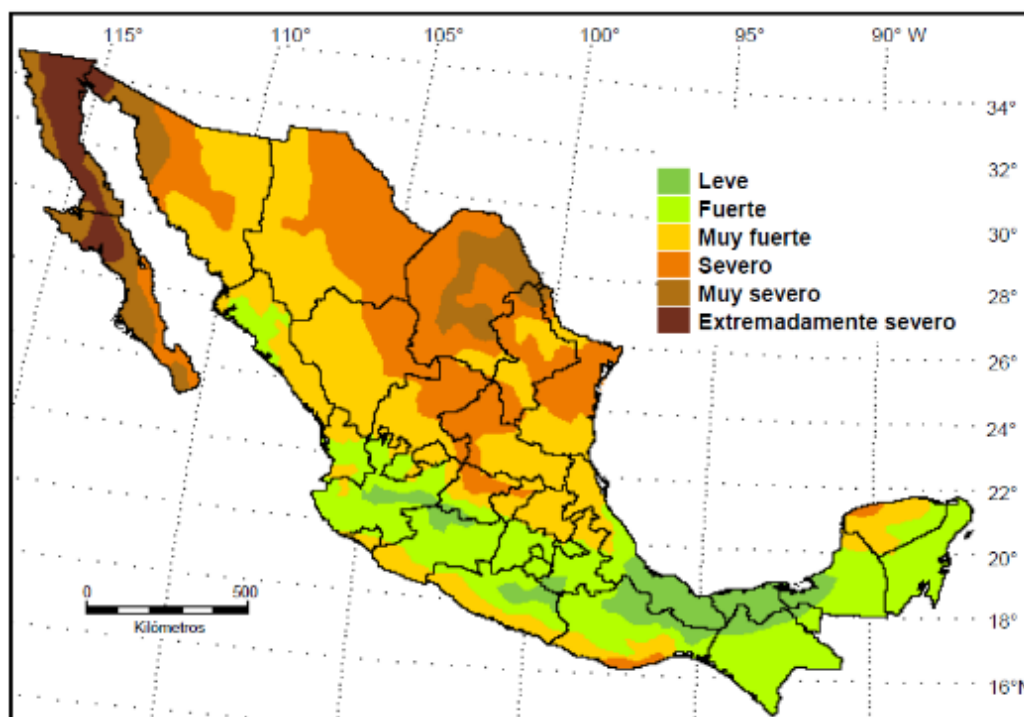 115° 110° 105° 100° 95° 90° W
34°
32°
30°
28°
26°
24°
22°
20°
18°
16°N
Leve
Fuerte
Muy fuerte
Severo
Muy severo
Extremadamente severo
0 500
Kilómetros